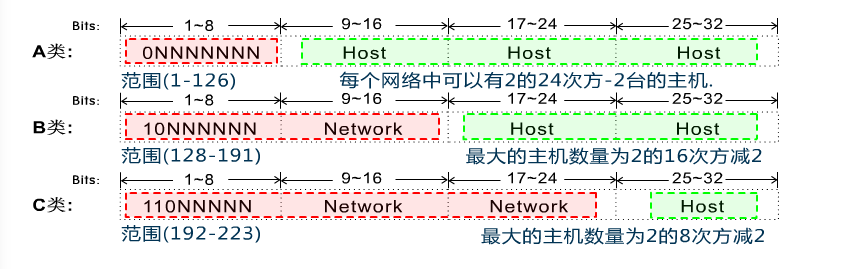 Bits: 1~8 9~16 17~24 25~32
A类: 0NNNNNNN Host Host Host
范围(1-126) 每个网络中可以有2的24次方-2台的主机.
Bits: 1~8 9~16 17~24 25~32
B类: 10NNNNNN Network Host Host
范围(128-191) 最大的主机数量为2的16次方减2
Bits: 1~8 9~16 17~24 25~32
C类: 110NNNNN Network Network Host
范围(192-223) 最大的主机数量为2的8次方减2